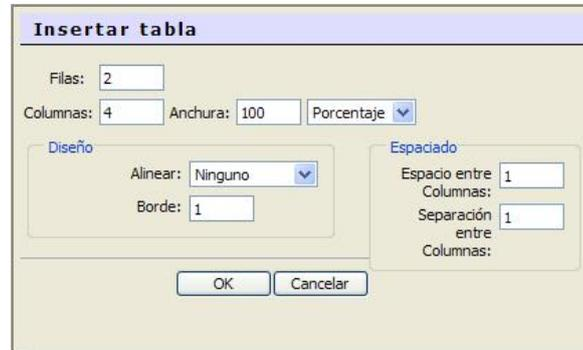 Insertar tabla
Filas: 2
Columnas: 4 Anchura: 100 Porcentaje
Diseño
Alinear: Ninguno
Borde: 1
Espaciado
Espacio entre 1
Columnas:
Separación 1
entre
Columnas:
OK Cancelar